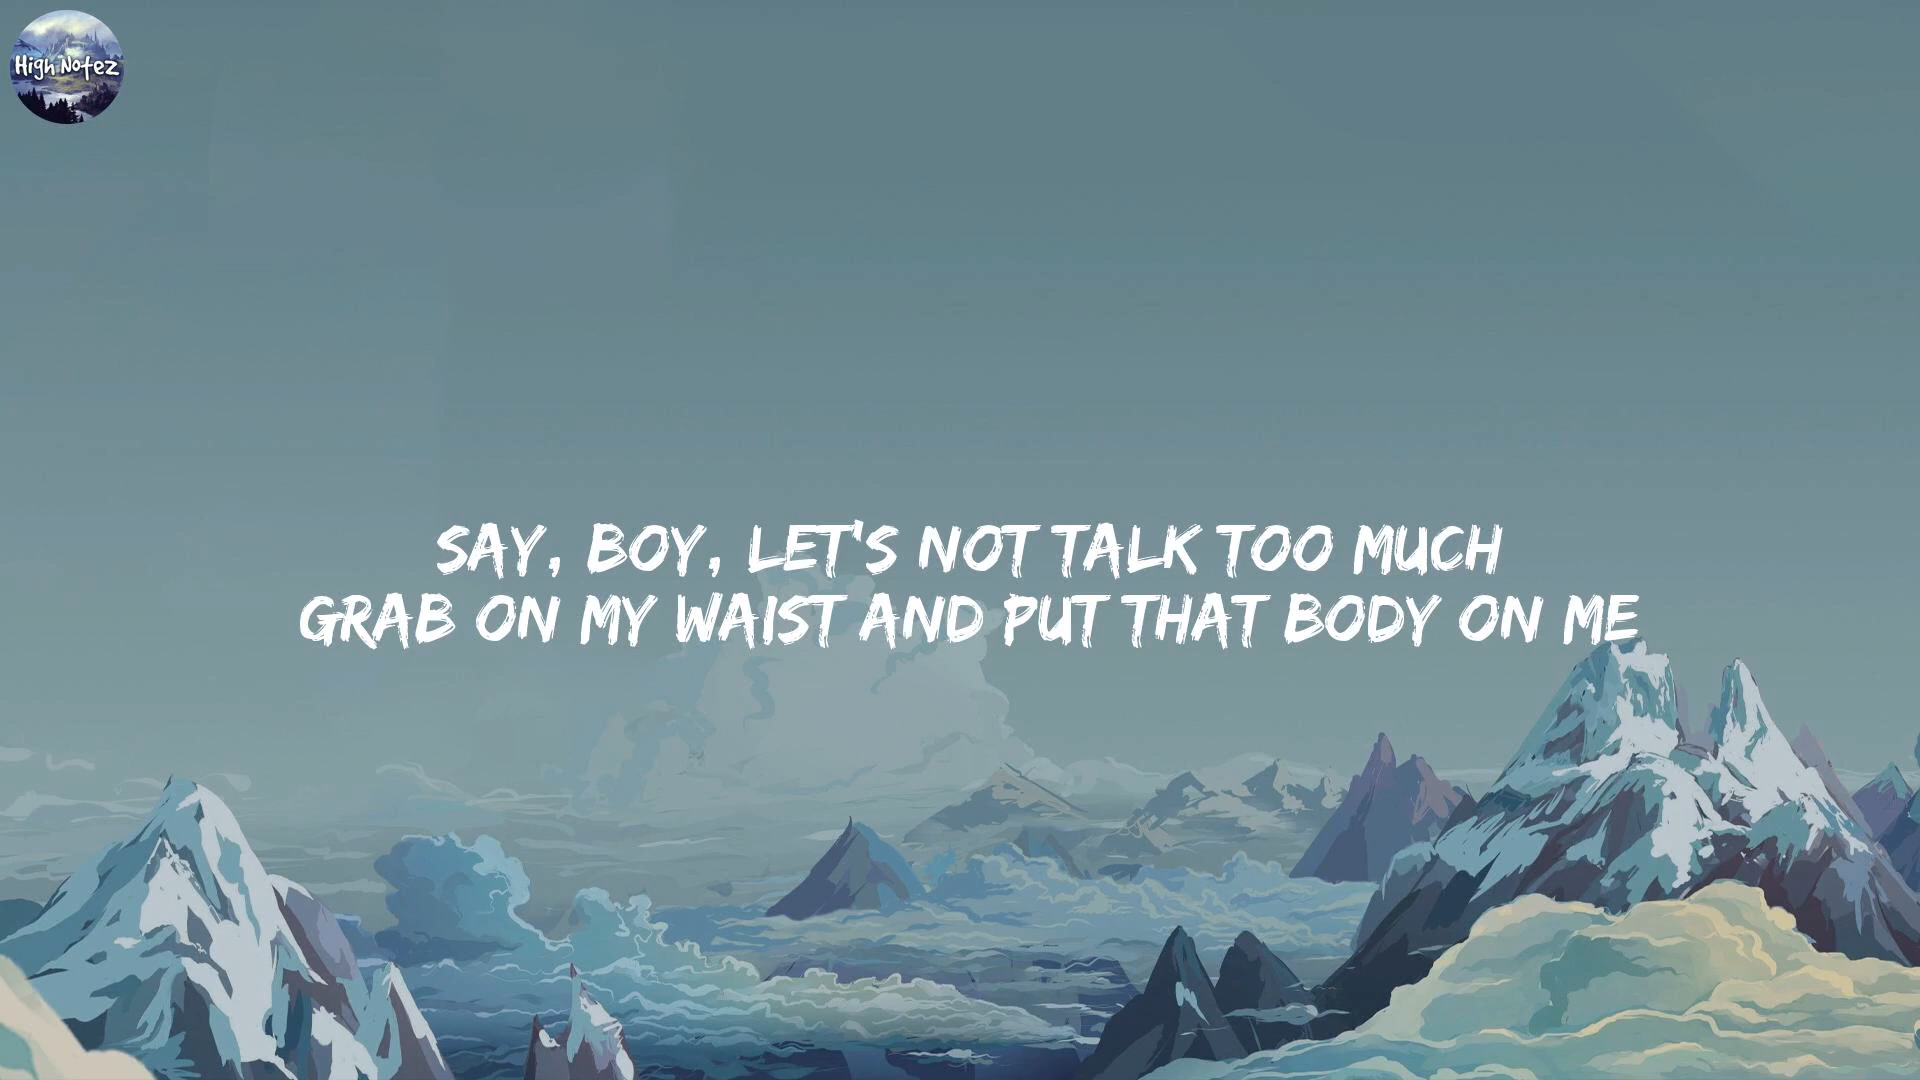 High Notez
SAY, BOY, LET'S NOT TALK TOO MUCH
GRAB ON MY WAIST AND PUT THAT BODY ON ME